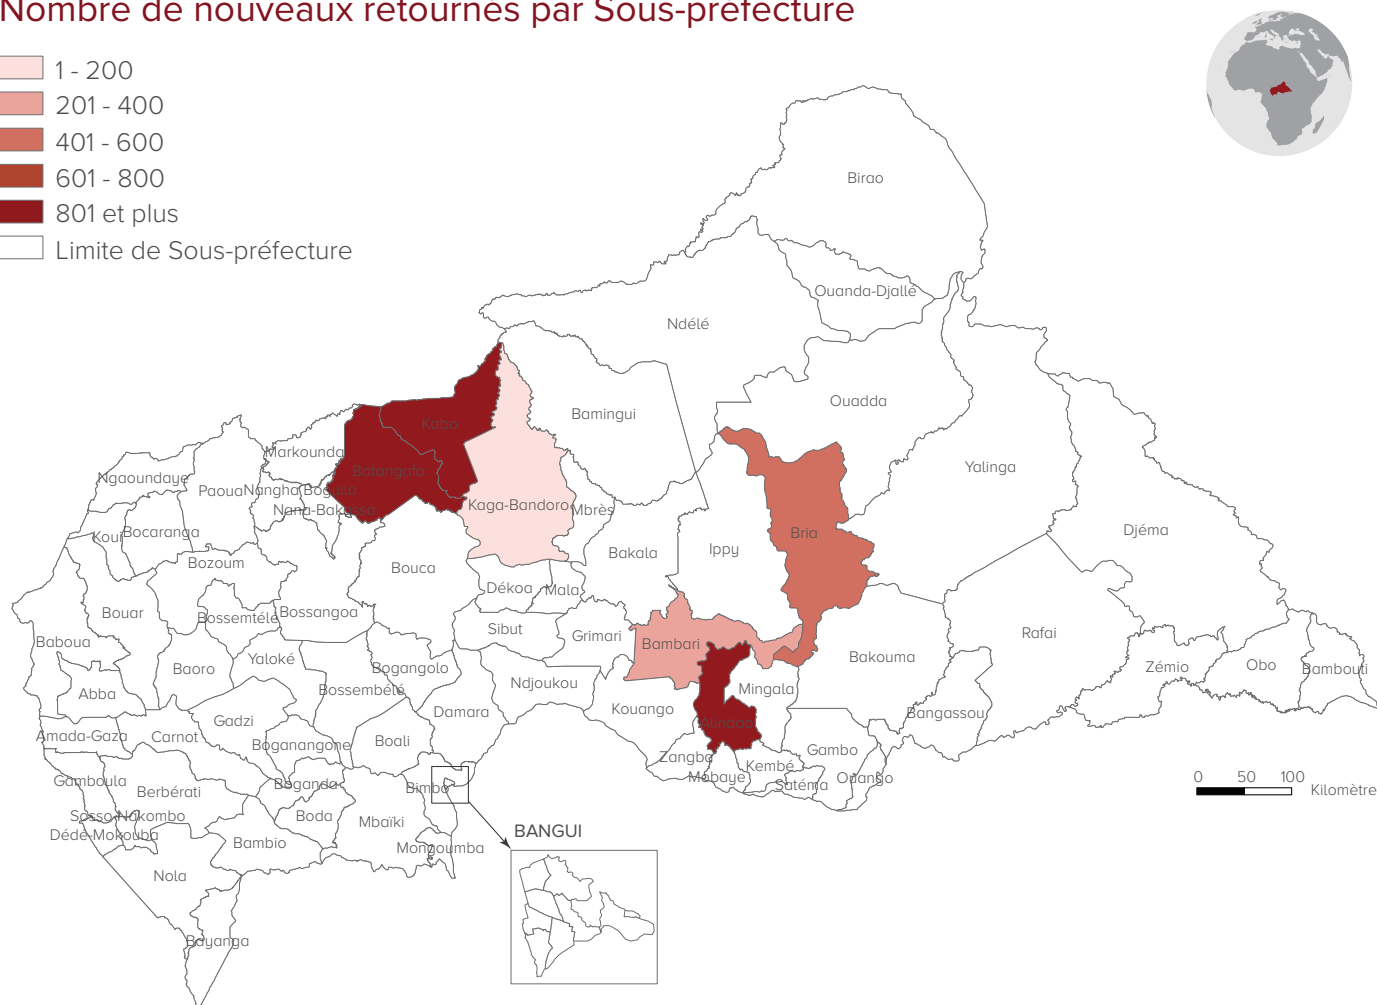 Nombre de nouveaux retournés par Sous-préfecture
1 - 200
201 - 400
401 - 600
601 - 800
801 et plus
Limite de Sous-préfecture
Birao
Ouanda-Djallé
Ndélé
Ouadda
Bamingui
Kabo
Markounda
Batangafo
Yalinga
Ngaoundaye
Paoua
Nangha Boguila
Kaga-Bandoro
Mbrès
Nana-Bakassa
Koui
Bocaranga
Bria
Djéma
Ippy
Bakala
Bozoum
Bouca
Dékoa
Mala
Bouar
Bossemtélé
Bossangoa
Sibut
Grimari
Bambari
Rafai
Baboua
Baoro
Yaloké
Bogangolo
Bakouma
Zémio
Obo
Bambouti
Abba
Bossembélé
Ndjoukou
Mingala
Kouango
Damara
Bangassou
Gadzi
Alindao
Amada-Gaza
Carnot
Boganangone
Boali
Gambo
Zangba
Kembé
Mobaye
Satéma
Ouango
Gamboula
Berbérati
Boganda
Bimbo
0 50 100
Kilomètre
Sosso-Nakombo
Boda
Mbaïki
Dédé-Mokouba
Bambio
Mongoumba
BANGUI
Nola
Bayanga